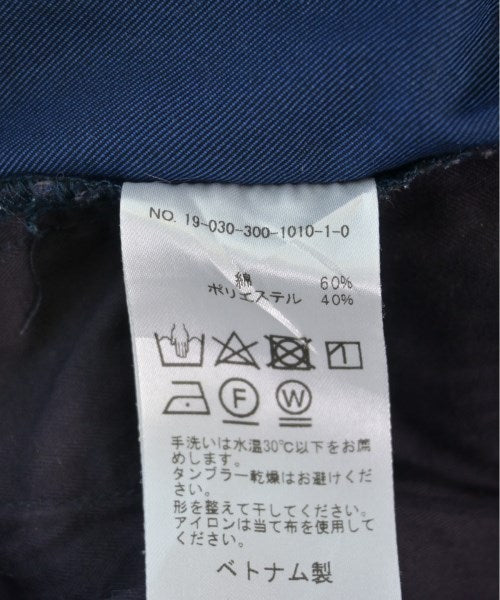 NO. 19-030-300-1010-1-0
綿 60%
ポリエステル 40%
F W
手洗いは水温30℃以下をお薦
めします。
タンブラー乾燥はお避けくだ
さい。
形を整えて干してください。
アイロンは当て布を使用して
ください。
ベトナム製